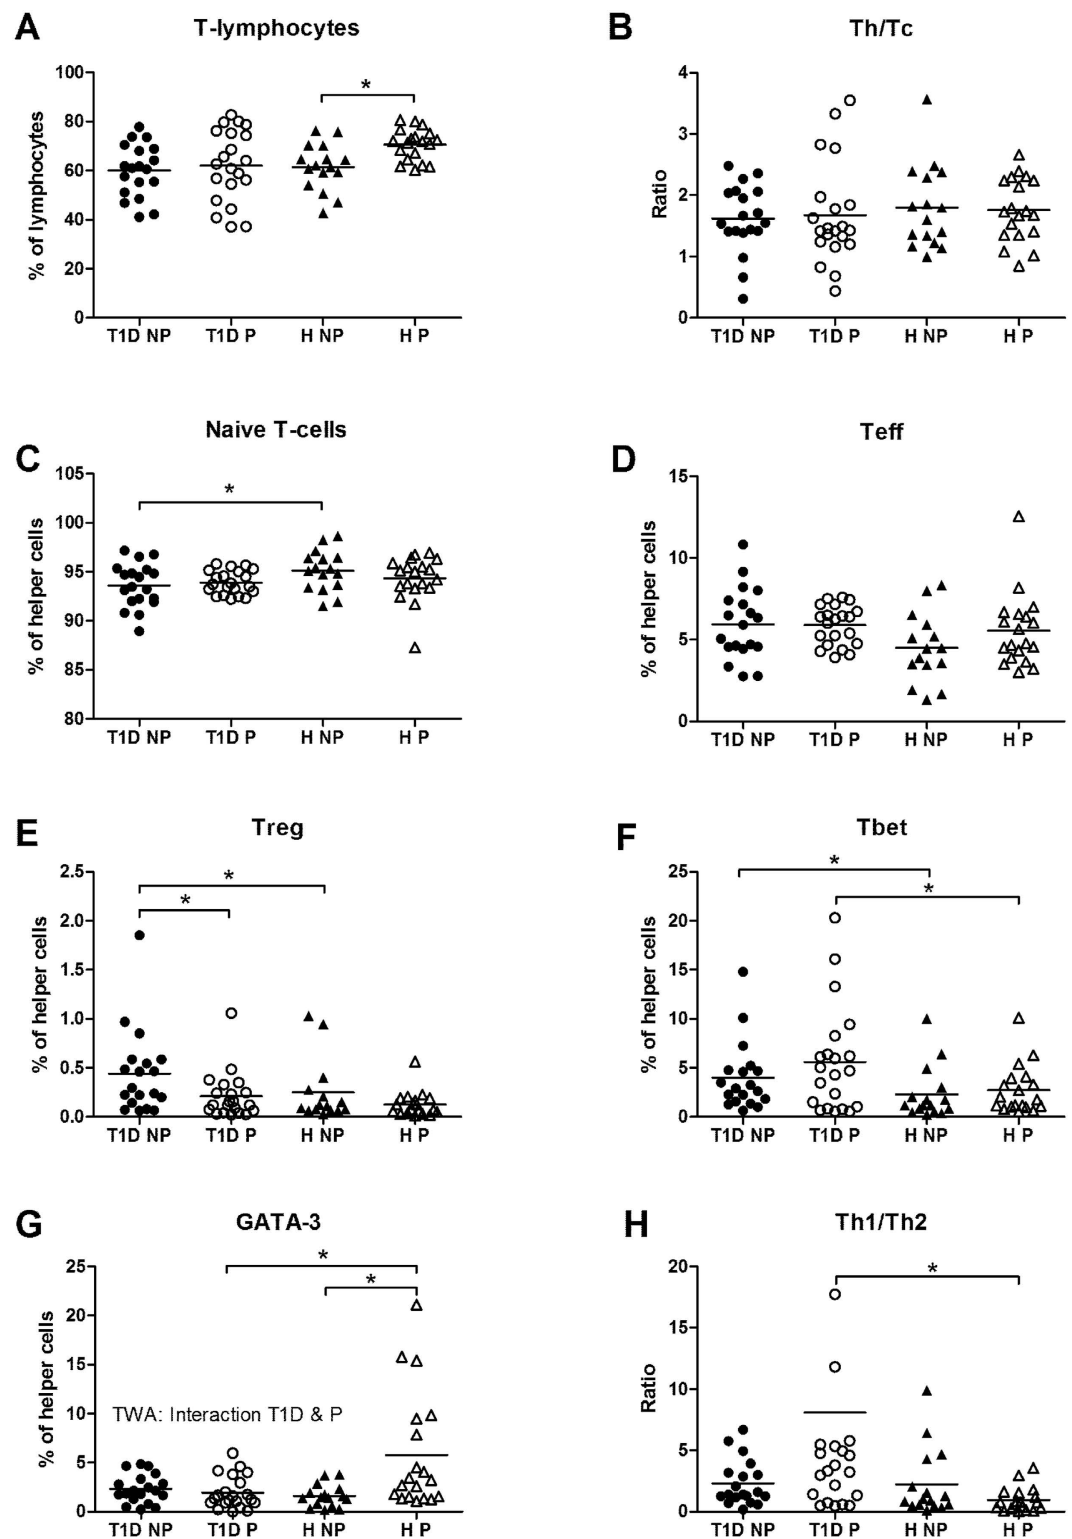 A
T-lymphocytes
% of lymphocytes
100
80
60
40
20
0
T1D NP T1D P H NP H P
*
B
Th/Tc
Ratio
4
3
2
1
0
T1D NP T1D P H NP H P
C
Naive T-cells
% of helper cells
105
100
95
90
85
80
T1D NP T1D P H NP H P
*
D
Teff
% of helper cells
15
10
5
0
T1D NP T1D P H NP H P
E
Treg
% of helper cells
2.5
2.0
1.5
1.0
0.5
0.0
T1D NP T1D P H NP H P
*
*
F
Tbet
% of helper cells
25
20
15
10
5
0
T1D NP T1D P H NP H P
*
*
G
GATA-3
% of helper cells
25
20
15
10
5
0
T1D NP T1D P H NP H P
*
*
TWA: Interaction T1D & P
H
Th1/Th2
Ratio
20
15
10
5
0
T1D NP T1D P H NP H P
*